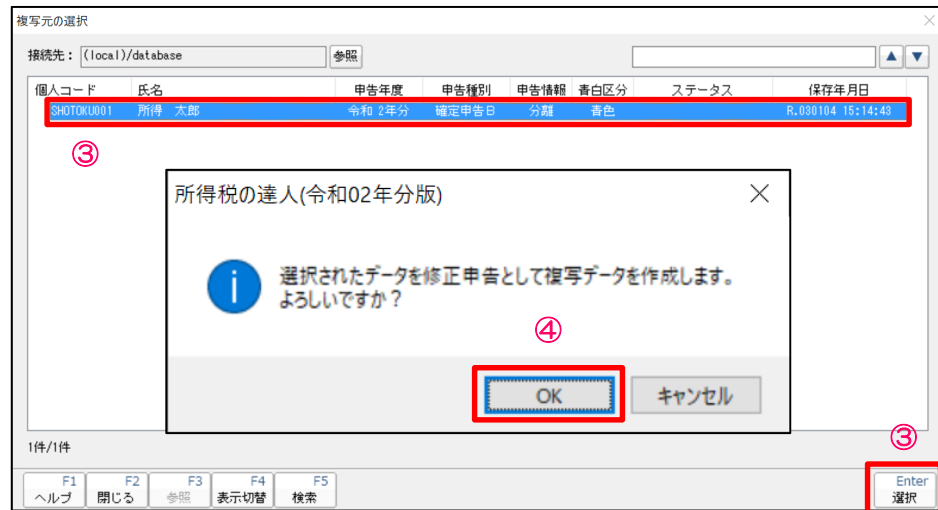 複写元の選択
接続先： (local)/database 参照
個人コード 氏名 申告年度 申告種別 申告情報 青白区分 ステータス 保存年月日
SHOTOKU001 所得 太郎 令和 2年分 確定申告B 分離 青色 R.030104 15:14:43
③
所得税の達人(令和02年分版)
選択されたデータを修正申告として複写データを作成します。
よろしいですか？
④
OK キャンセル
1件/1件
③
F1 F2 F3 F4 F5 Enter
ヘルプ 閉じる 参照 表示切替 検索 選択